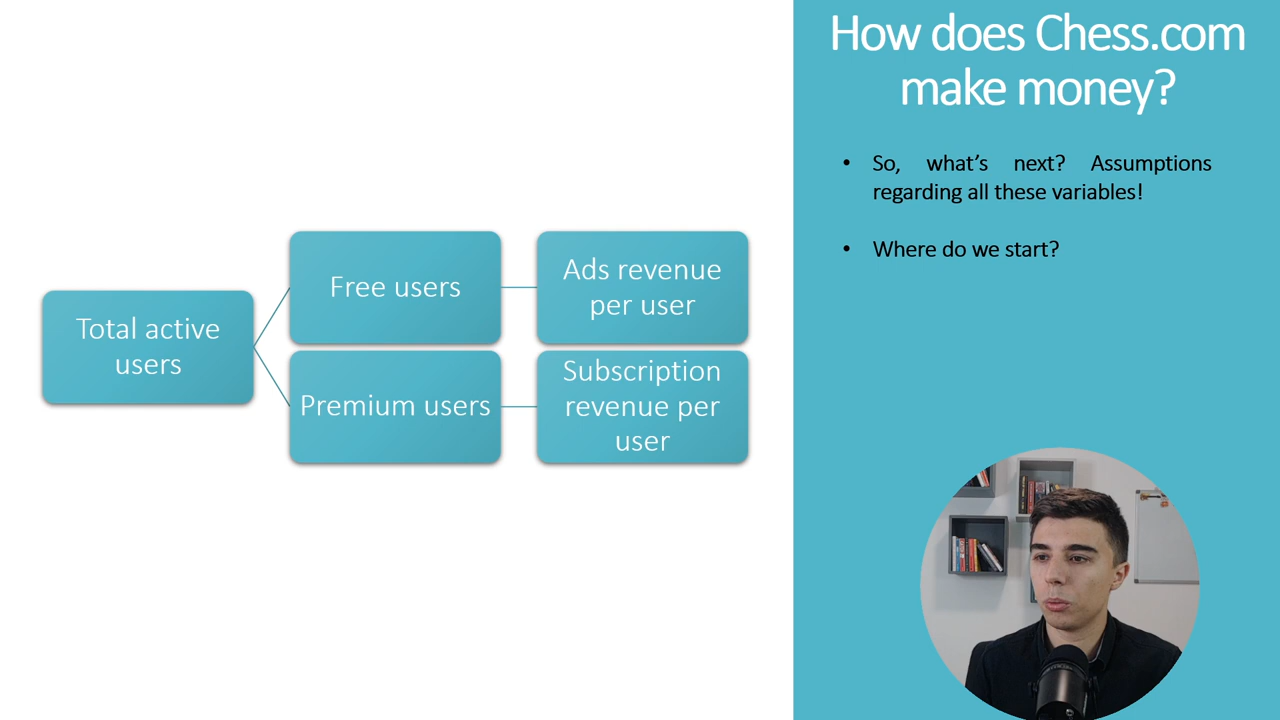 How does Chess.com
make money?
• So, what's next? Assumptions
regarding all these variables!
• Where do we start?
Total active
users
Free users
Ads revenue
per user
Premium users
Subscription
revenue per
user